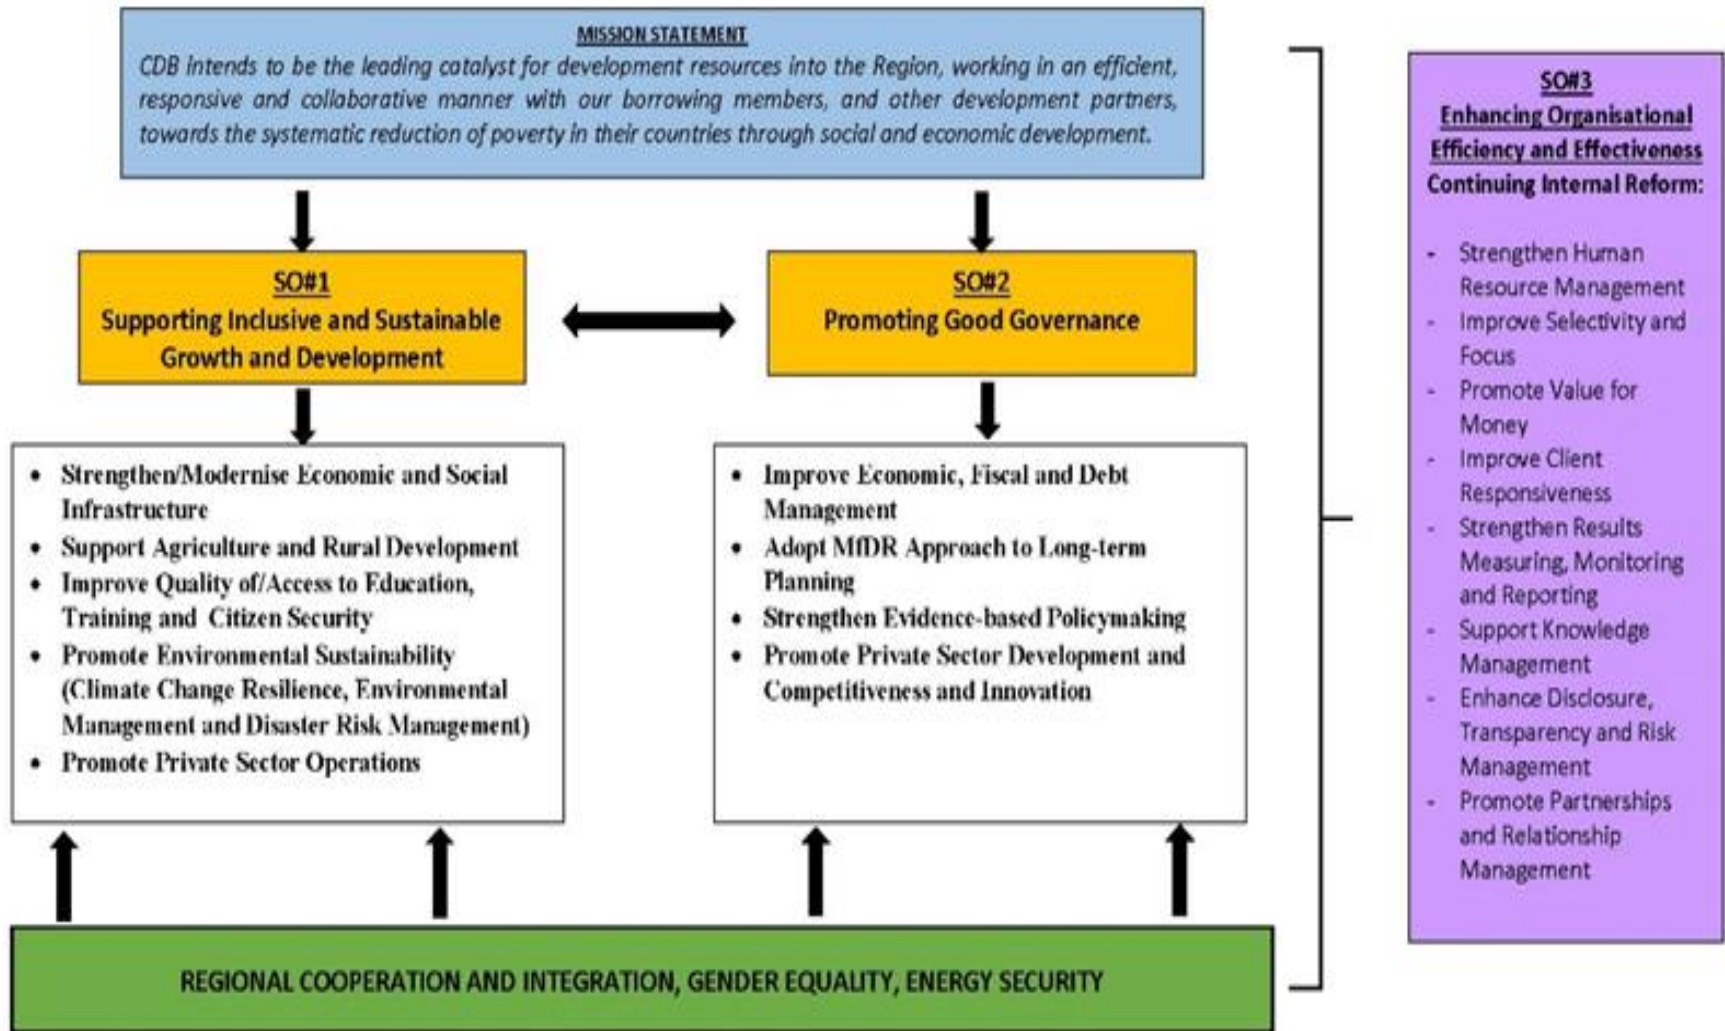 MISSION STATEMENT
CDB intends to be the leading catalyst for development resources into the Region, working in an efficient,
responsive and collaborative manner with our borrowing members, and other development partners,
towards the systematic reduction of poverty in their countries through social and economic development.
SO#1
Supporting Inclusive and Sustainable
Growth and Development
SO#2
Promoting Good Governance
• Strengthen/Modernise Economic and Social
Infrastructure
• Support Agriculture and Rural Development
• Improve Quality of/Access to Education,
Training and Citizen Security
• Promote Environmental Sustainability
(Climate Change Resilience, Environmental
Management and Disaster Risk Management)
• Promote Private Sector Operations
• Improve Economic, Fiscal and Debt
Management
• Adopt MfDR Approach to Long-term
Planning
• Strengthen Evidence-based Policymaking
• Promote Private Sector Development and
Competitiveness and Innovation
REGIONAL COOPERATION AND INTEGRATION, GENDER EQUALITY, ENERGY SECURITY
SO#3
Enhancing Organisational
Efficiency and Effectiveness
Continuing Internal Reform:
- Strengthen Human
Resource Management
- Improve Selectivity and
Focus
- Promote Value for
Money
- Improve Client
Responsiveness
- Strengthen Results
Measuring, Monitoring
and Reporting
- Support Knowledge
Management
- Enhance Disclosure,
Transparency and Risk
Management
- Promote Partnerships
and Relationship
Management